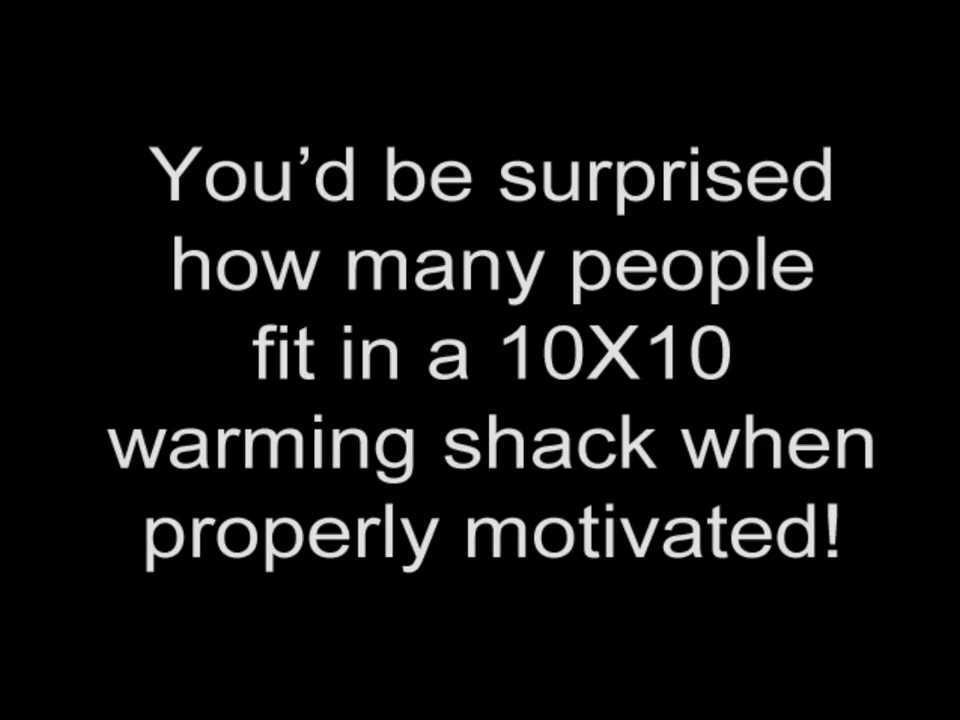 You’d be surprised
how many people
fit in a 10X10
warming shack when
properly motivated!